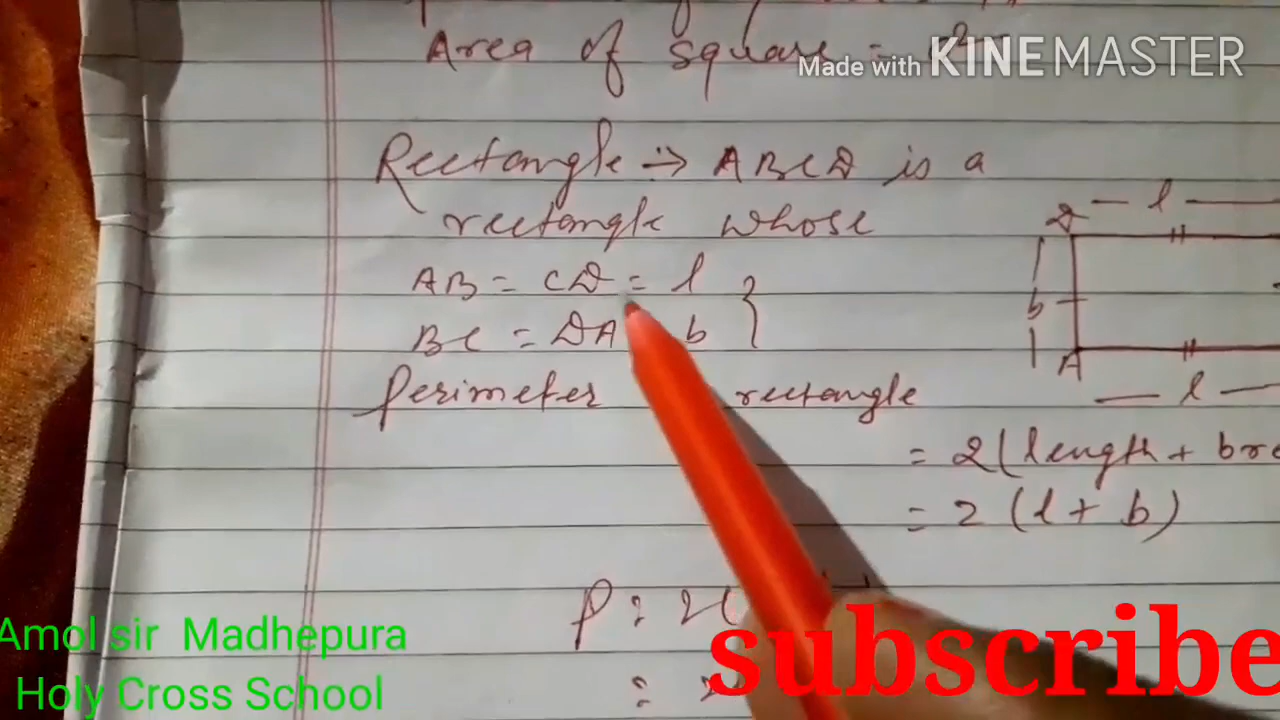 Area of square =
Made with KINEMASTER
Rectangle :→ ABCD is a
rectangle whose
AB = CD = l }
BC = DA b
D — l —
b
A
— l —
Perimeter rectangle
= 2(length + bre
= 2 (l + b)
P = 2(
=
Amol sir Madhepura
Holy Cross School
subscribe